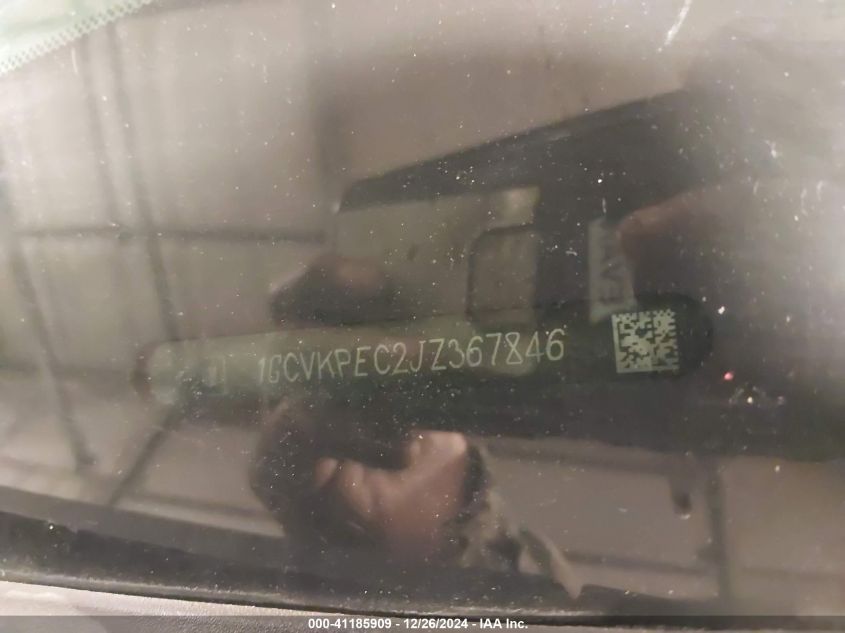 1GCVKPEC2JZ367846
000-41185909 - 12/26/2024 - IAA Inc.